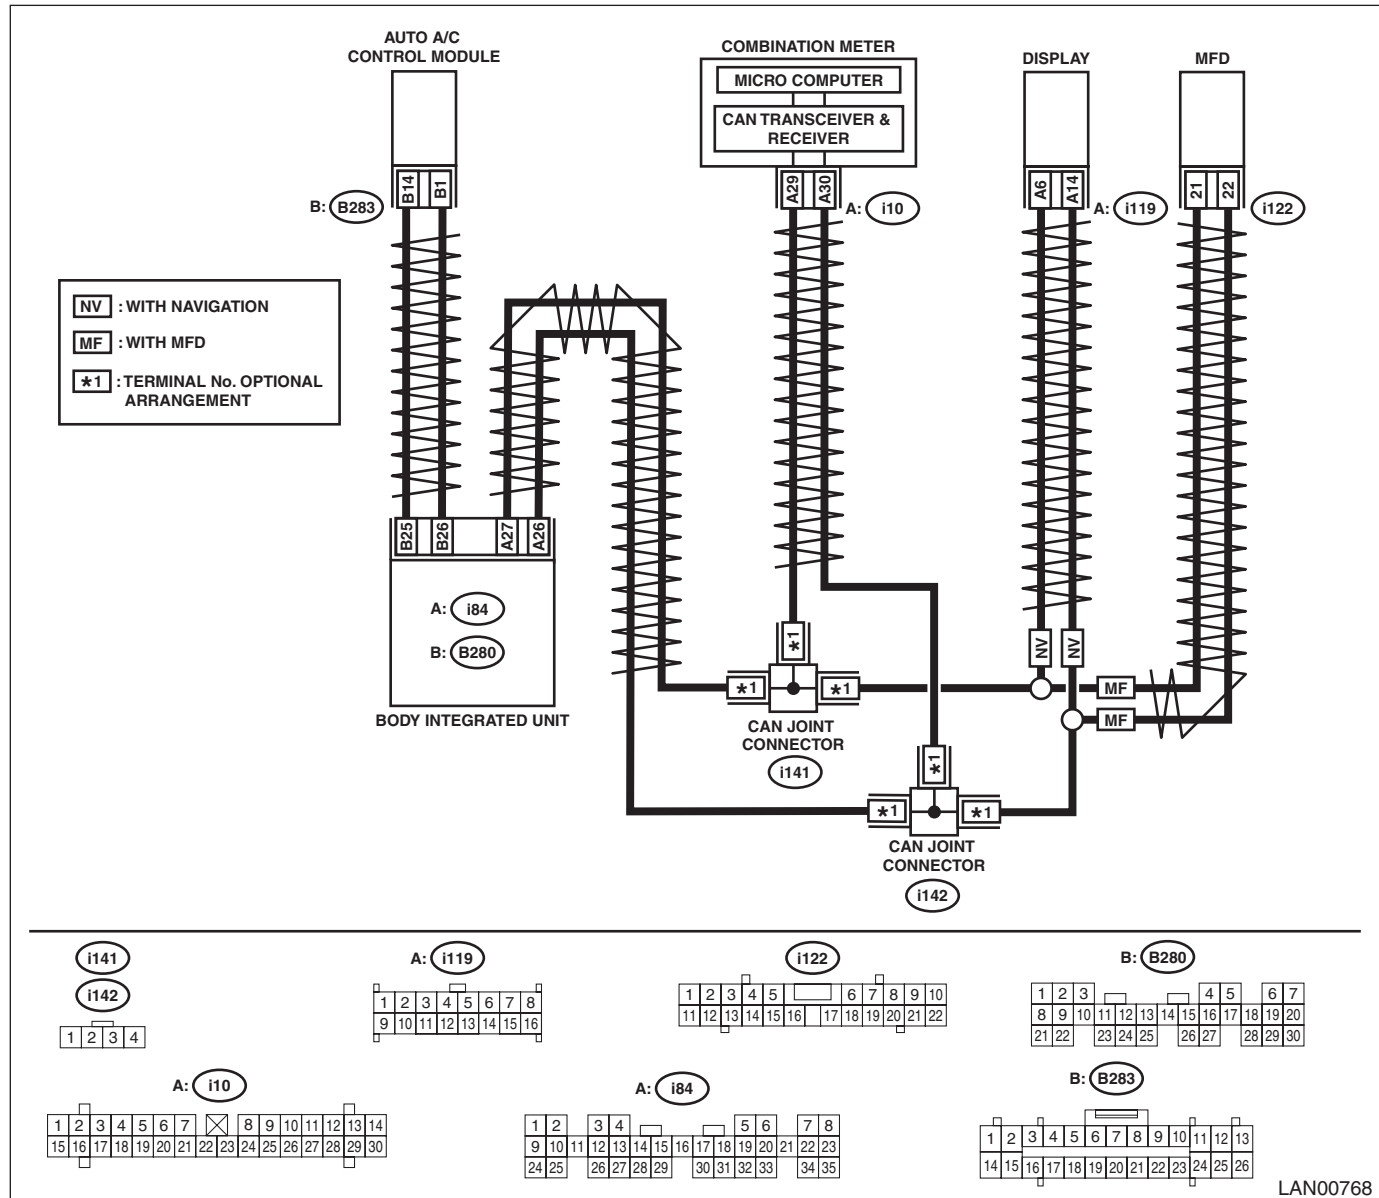 AUTO A/C
CONTROL MODULE
COMBINATION METER
MICRO COMPUTER
CAN TRANSCEIVER &
RECEIVER
DISPLAY
MFD
B14 B1
B: B283
A29 A30
A: i10
A6 A14
A: i119
21 22
i122
NV : WITH NAVIGATION
MF : WITH MFD
*1 : TERMINAL No. OPTIONAL
ARRANGEMENT
B25 B26 A27 A26
A: i84
B: B280
BODY INTEGRATED UNIT
*1
NV NV
*1 *1 MF
MF
CAN JOINT
CONNECTOR
i141
*1
*1 *1
CAN JOINT
CONNECTOR
i142
i141
i142
1 2 3 4
A: i119
1 2 3 4 5 6 7 8
9 10 11 12 13 14 15 16
i122
1 2 3 4 5 6 7 8 9 10
11 12 13 14 15 16 17 18 19 20 21 22
B: B280
1 2 3 4 5 6 7
8 9 10 11 12 13 14 15 16 17 18 19 20
21 22 23 24 25 26 27 28 29 30
A: i10
1 2 3 4 5 6 7 8 9 10 11 12 13 14
15 16 17 18 19 20 21 22 23 24 25 26 27 28 29 30
A: i84
1 2 3 4 5 6 7 8
9 10 11 12 13 14 15 16 17 18 19 20 21 22 23
24 25 26 27 28 29 30 31 32 33 34 35
B: B283
1 2 3 4 5 6 7 8 9 10 11 12 13
14 15 16 17 18 19 20 21 22 23 24 25 26
LAN00768